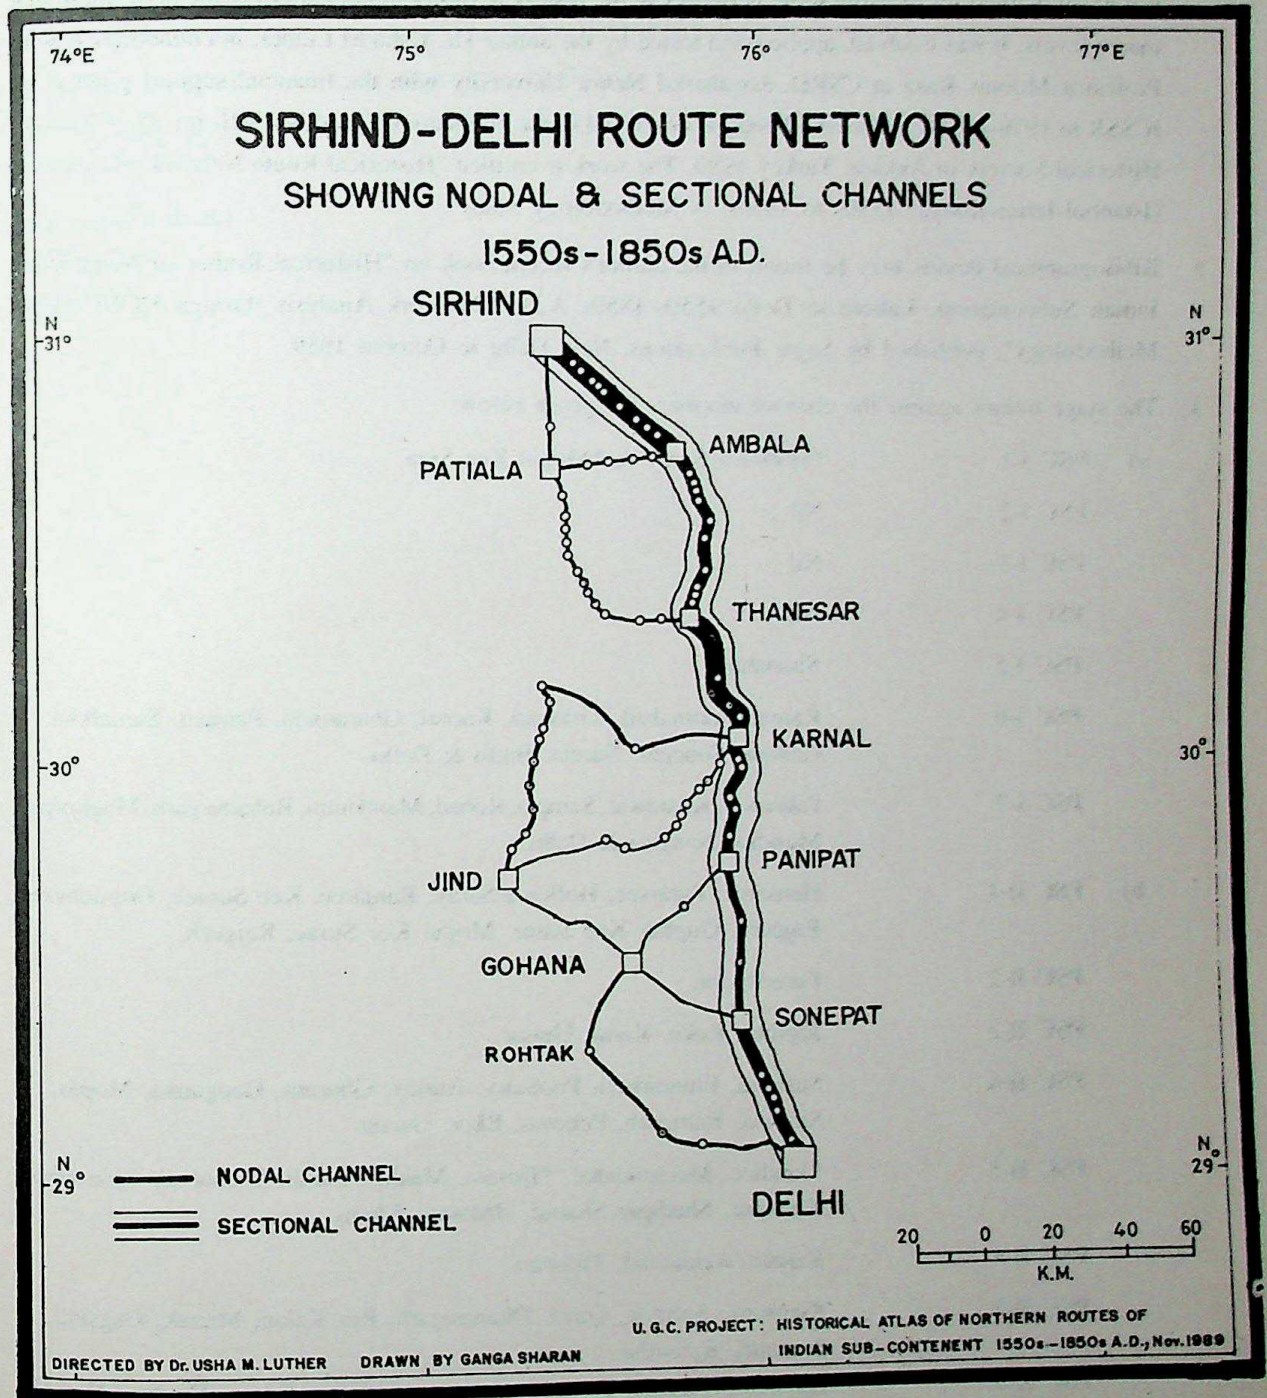 74°E 75° 76° 77°E
SIRHIND-DELHI ROUTE NETWORK
SHOWING NODAL & SECTIONAL CHANNELS
1550s-1850s A.D.
SIRHIND
N
31°
N
31°
AMBALA
PATIALA
THANESAR
KARNAL
30°
30°
PANIPAT
JIND
GOHANA
SONEPAT
ROHTAK
N
29°
N
29°
NODAL CHANNEL
DELHI
SECTIONAL CHANNEL
20 0 20 40 60
K.M.
U.G.C. PROJECT: HISTORICAL ATLAS OF NORTHERN ROUTES OF
INDIAN SUB-CONTENENT 1550s-1850s A.D., Nov.1989
DIRECTED BY Dr. USHA M. LUTHER DRAWN BY GANGA SHARAN